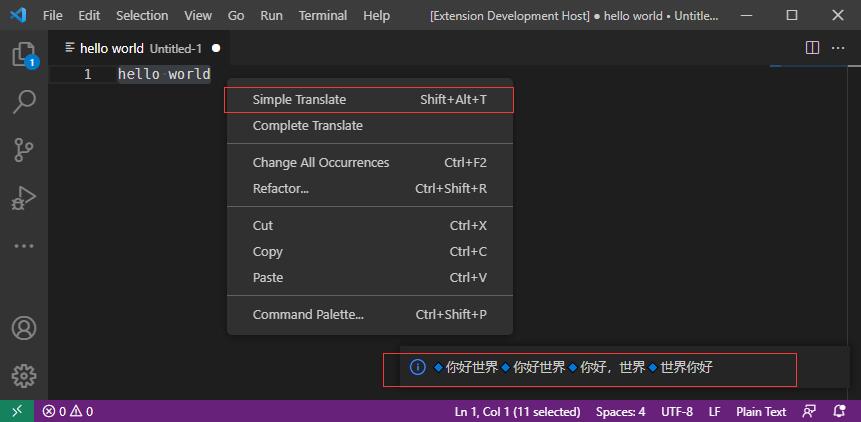 File Edit Selection View Go Run Terminal Help [Extension Development Host] ● hello world • Untitle...
hello world Untitled-1 ●
1 hello world
Simple Translate Shift+Alt+T
Complete Translate
Change All Occurrences Ctrl+F2
Refactor... Ctrl+Shift+R
Cut Ctrl+X
Copy Ctrl+C
Paste Ctrl+V
Command Palette... Ctrl+Shift+P
🔹你好世界🔹你好世界🔹你好，世界🔹世界你好
1
0 0 Ln 1, Col 1 (11 selected) Spaces: 4 UTF-8 LF Plain Text